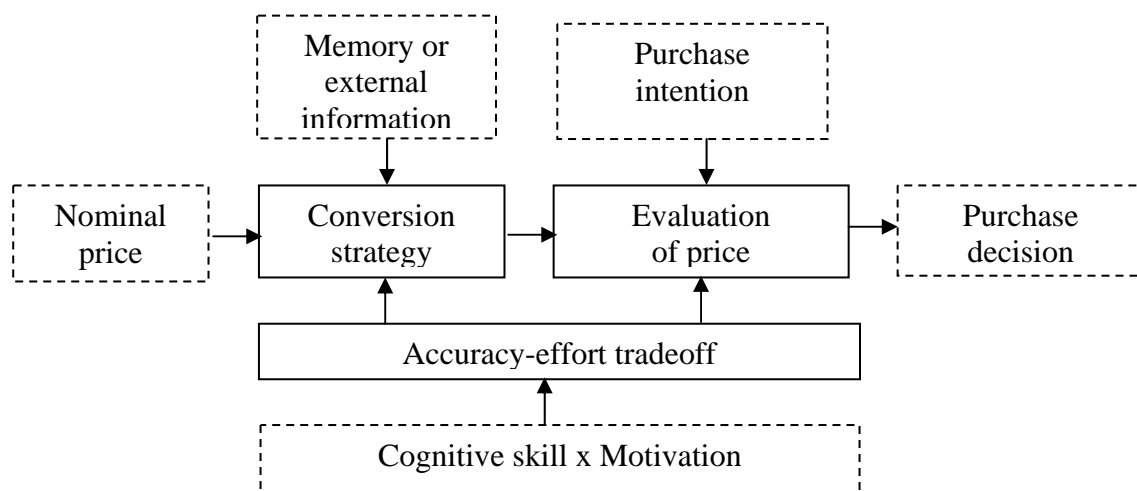 Memory or
external
information
Purchase
intention
Nominal
price
Conversion
strategy
Evaluation
of price
Purchase
decision
Accuracy-effort tradeoff
Cognitive skill x Motivation